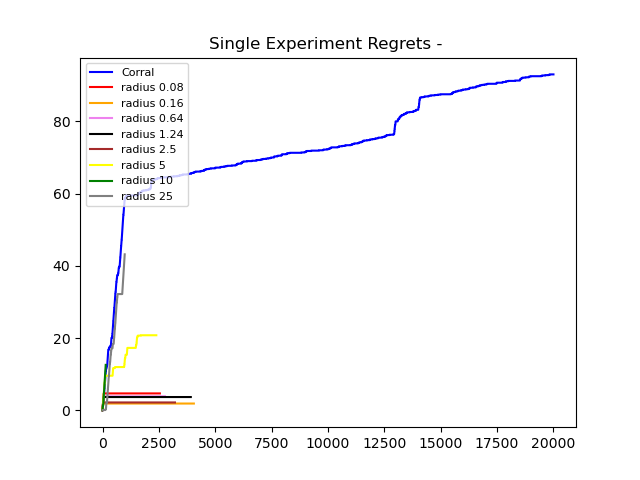 Single Experiment Regrets -
Corral
radius 0.08
radius 0.16
radius 0.64
radius 1.24
radius 2.5
radius 5
radius 10
radius 25
80
60
40
20
0
0 2500 5000 7500 10000 12500 15000 17500 20000